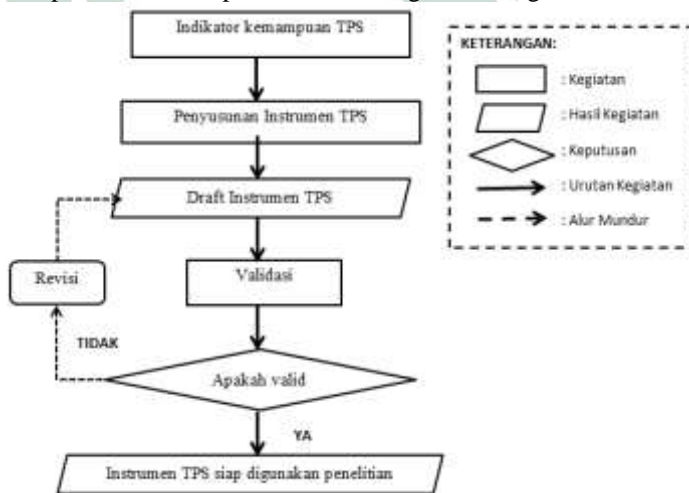 Indikator kemampuan TPS
Penyusunan Instrumen TPS
Draft Instrumen TPS
Revisi
Validasi
TIDAK
Apakah valid
YA
Instrumen TPS siap digunakan penelitian
KETERANGAN:
: Kegiatan
: Hasil Kegiatan
: Keputusan
: Urutan Kegiatan
: Alur Mundur